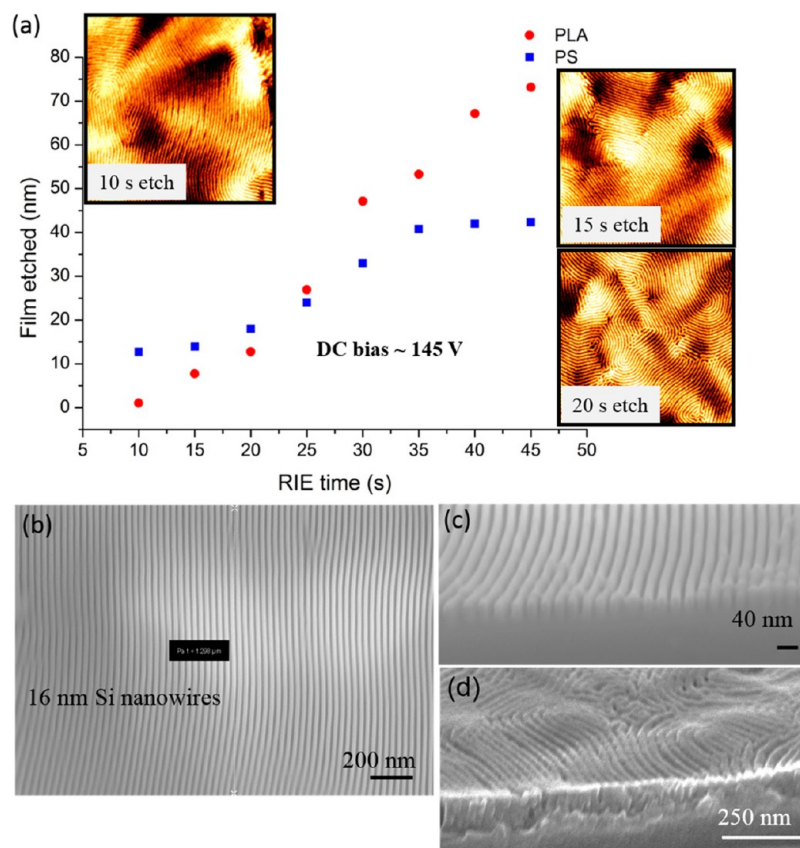 (a)
PLA
PS
80
70
60
50
40
30
20
10
0
Film etched (nm)
10 s etch
15 s etch
20 s etch
DC bias ~ 145 V
5
10
15
20
25
30
35
40
45
50
RIE time (s)
(b)
16 nm Si nanowires
200 nm
(c)
40 nm
(d)
250 nm